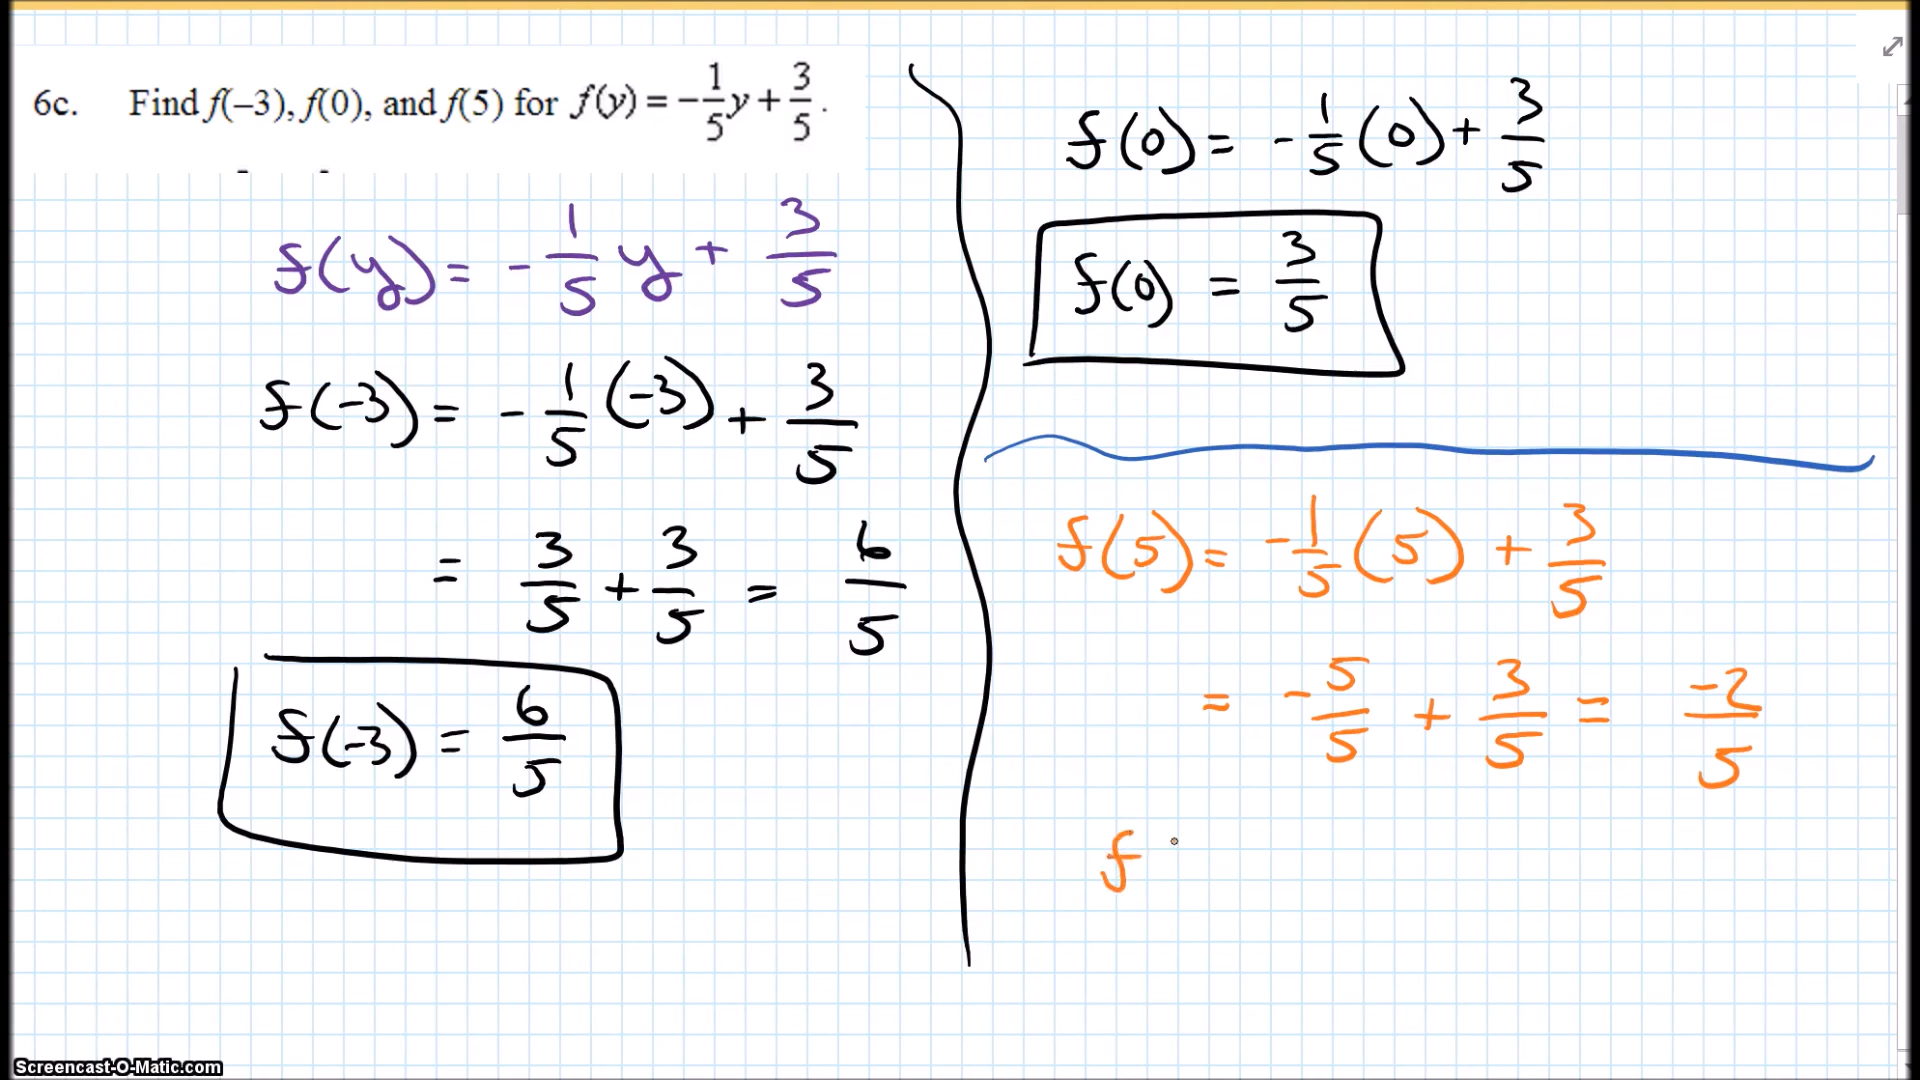 6c. Find f(–3), f(0), and f(5) for f(y) = -1/5 y + 3/5 .
f(y) = -1/5 y + 3/5
f(-3) = -1/5 (-3) + 3/5
= 3/5 + 3/5 = 6/5
f(-3) = 6/5
f(0) = -1/5 (0) + 3/5
f(0) = 3/5
f(5) = -1/5 (5) + 3/5
= -5/5 + 3/5 = -2/5
f
Screencast-O-Matic.com